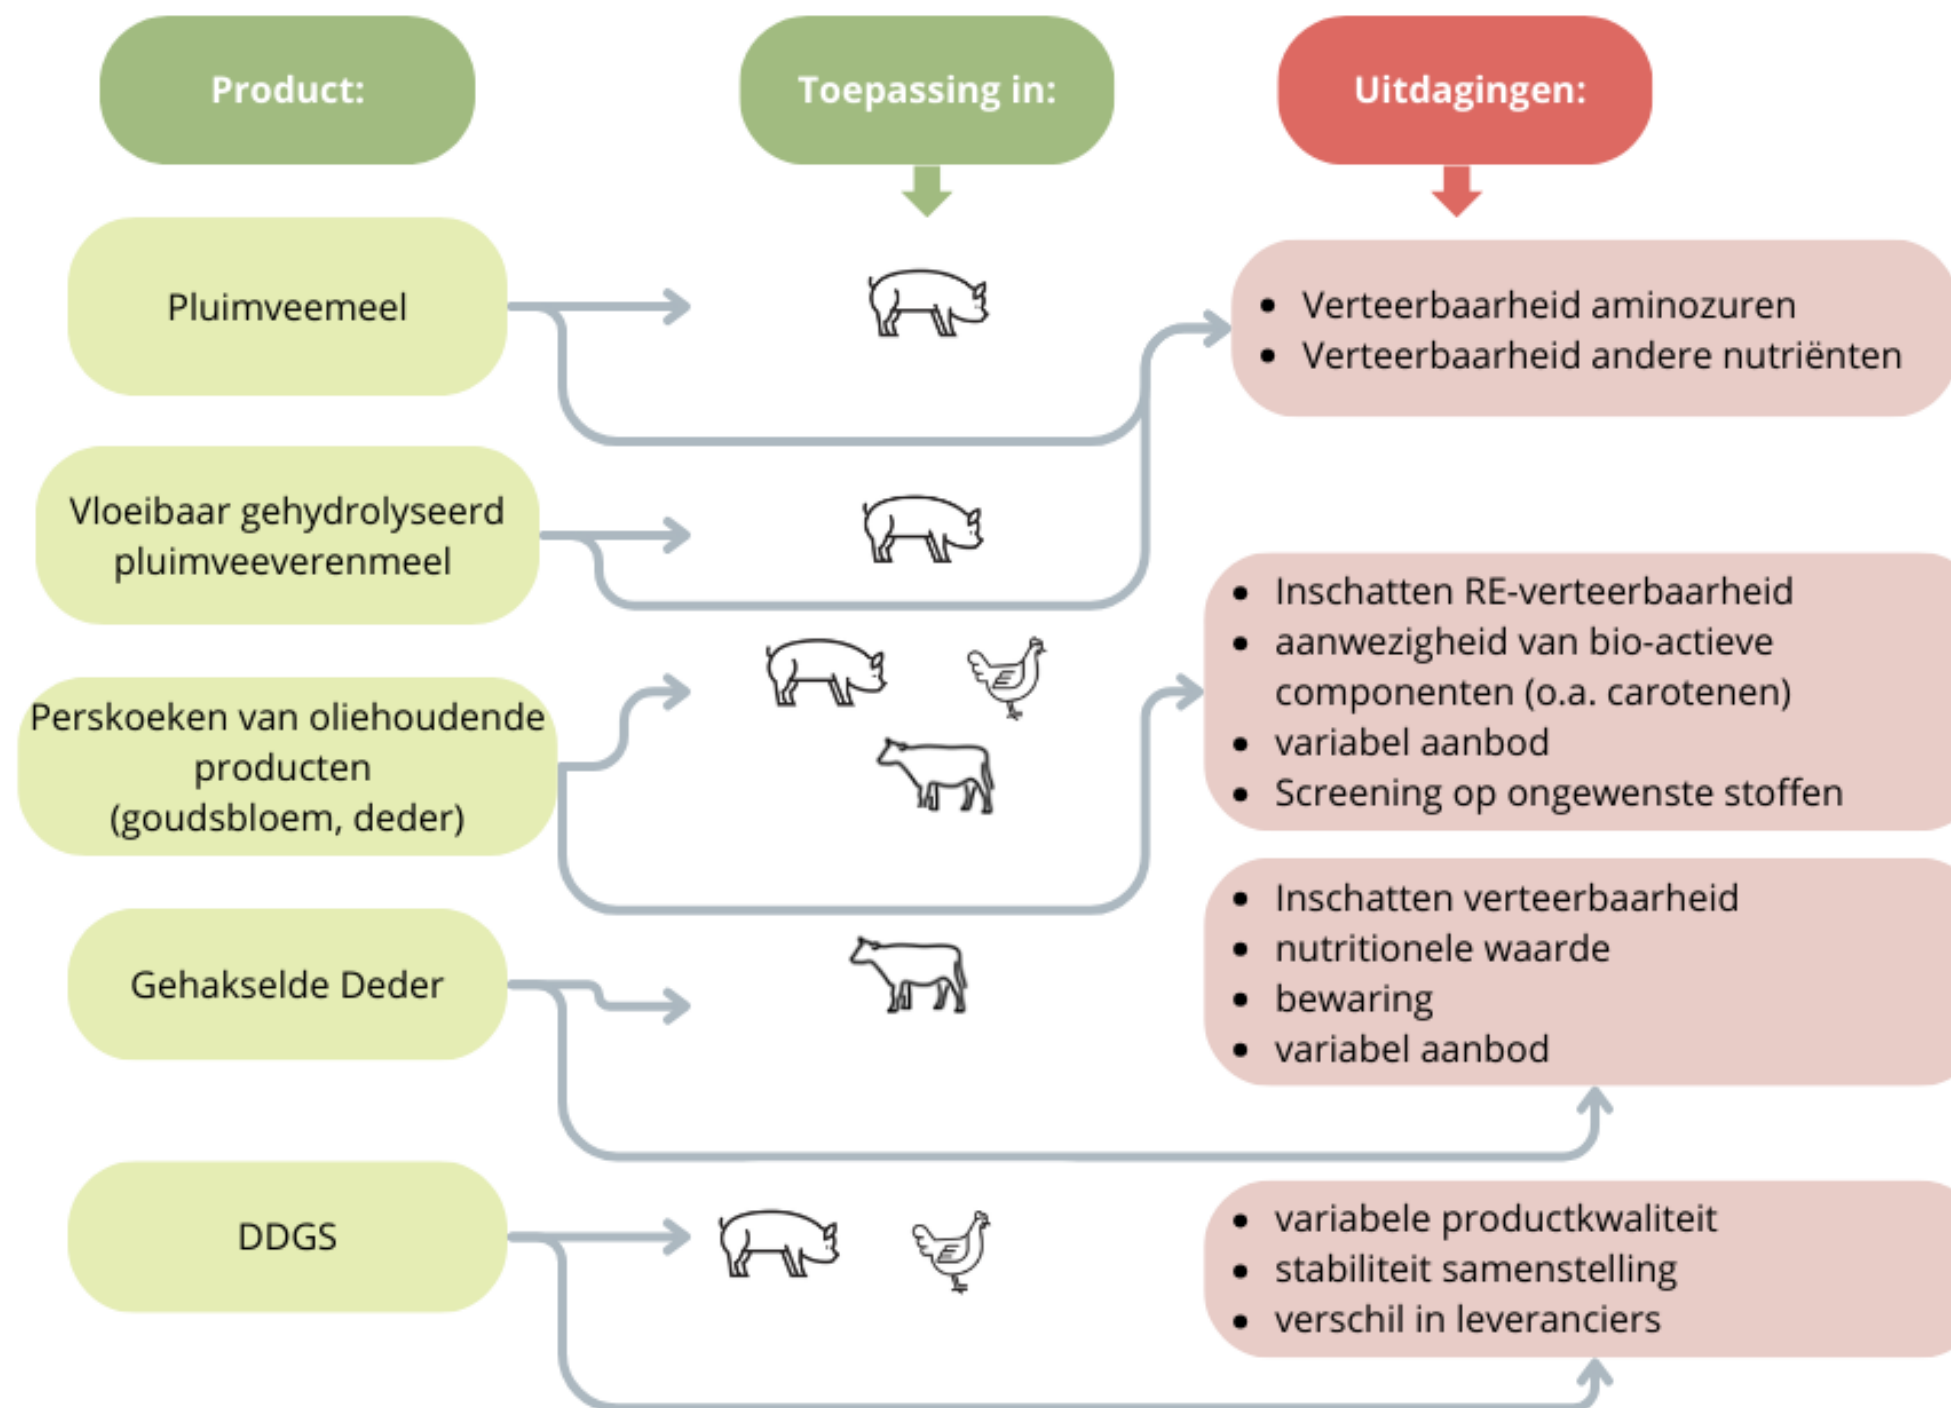 Product:
Toepassing in:
Uitdagingen:
Pluimveemeel
• Verteerbaarheid aminozuren
• Verteerbaarheid andere nutriënten
Vloeibaar gehydrolyseerd
pluimveeverenmeel
Perskoeken van oliehoudende
producten
(goudsbloem, deder)
• Inschatten RE-verteerbaarheid
• aanwezigheid van bio-actieve
componenten (o.a. carotenen)
• variabel aanbod
• Screening op ongewenste stoffen
Gehakselde Deder
• Inschatten verteerbaarheid
• nutritionele waarde
• bewaring
• variabel aanbod
DDGS
• variabele productkwaliteit
• stabiliteit samenstelling
• verschil in leveranciers